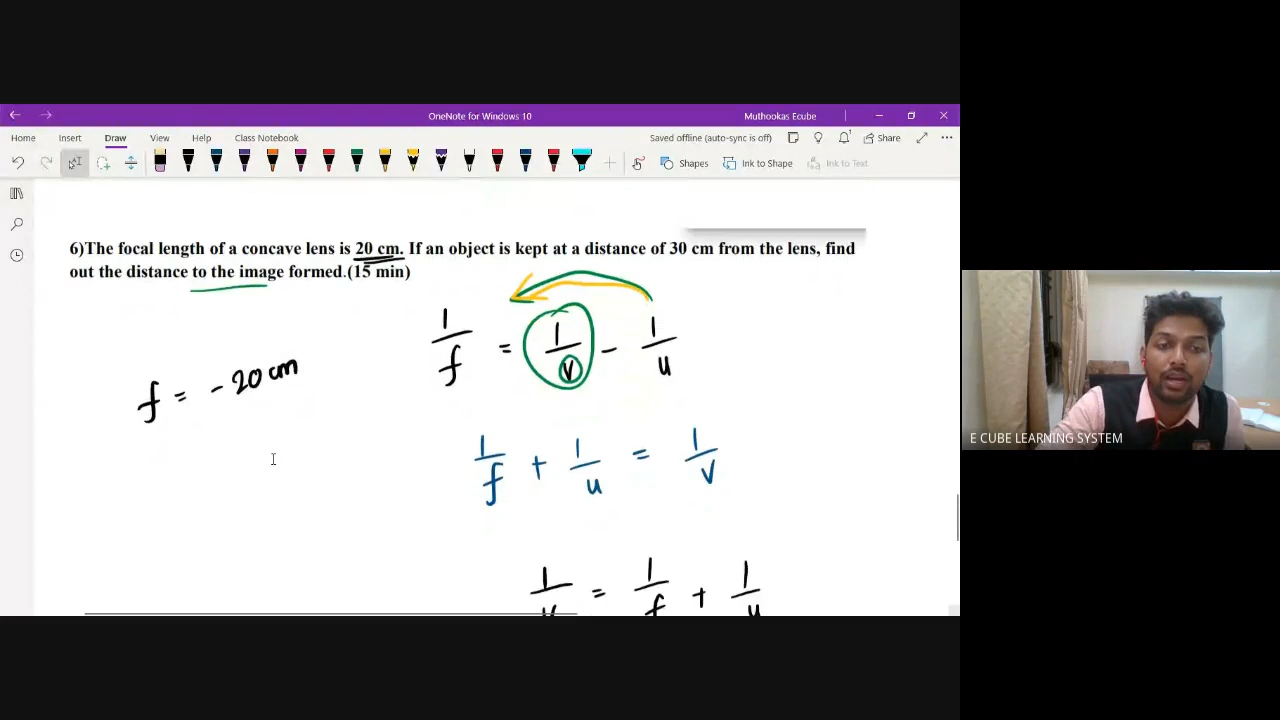 OneNote for Windows 10
Muthookas Ecube
Home Insert Draw View Help Class Notebook
Saved offline (auto-sync is off)
Share
Shapes Ink to Shape Ink to Text
6)The focal length of a concave lens is 20 cm. If an object is kept at a distance of 30 cm from the lens, find
out the distance to the image formed.(15 min)
1/f = 1/v - 1/u
f = -20 cm
1/f + 1/u = 1/v
1/v = 1/f + 1/u
E CUBE LEARNING SYSTEM